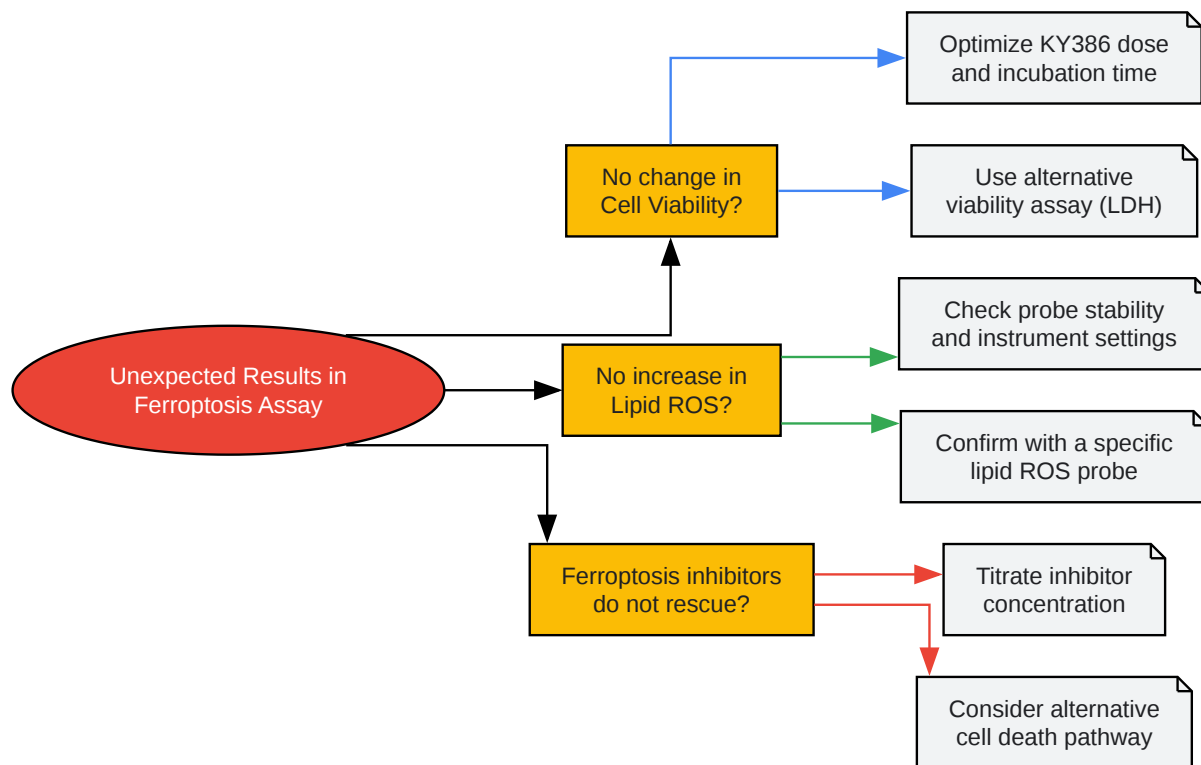 Unexpected Results in
Ferroptosis Assay
No change in
Cell Viability?
Optimize KY386 dose
and incubation time
Use alternative
viability assay (LDH)
No increase in
Lipid ROS?
Check probe stability
and instrument settings
Confirm with a specific
lipid ROS probe
Ferroptosis inhibitors
do not rescue?
Titrate inhibitor
concentration
Consider alternative
cell death pathway